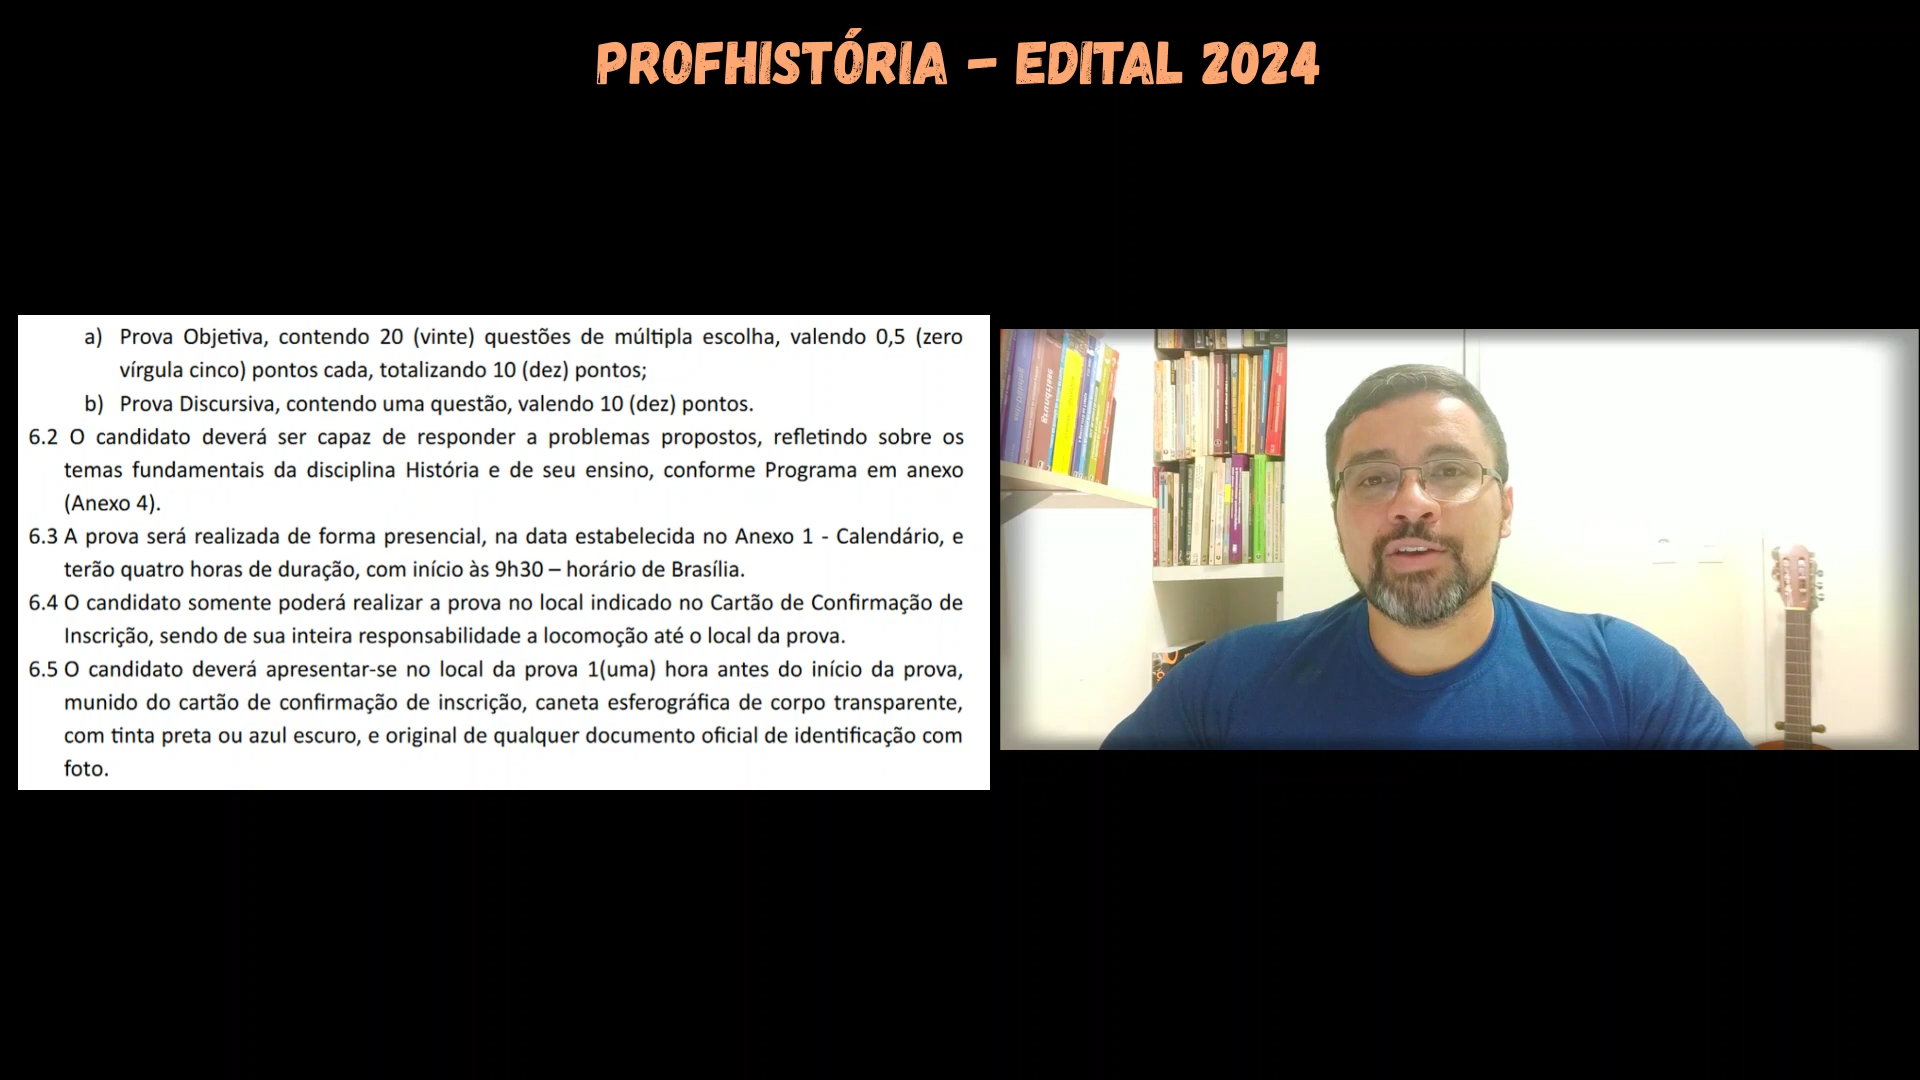 PROFHISTÓRIA – EDITAL 2024
a) Prova Objetiva, contendo 20 (vinte) questões de múltipla escolha, valendo 0,5 (zero
vírgula cinco) pontos cada, totalizando 10 (dez) pontos;
b) Prova Discursiva, contendo uma questão, valendo 10 (dez) pontos.
6.2 O candidato deverá ser capaz de responder a problemas propostos, refletindo sobre os
temas fundamentais da disciplina História e de seu ensino, conforme Programa em anexo
(Anexo 4).
6.3 A prova será realizada de forma presencial, na data estabelecida no Anexo 1 - Calendário, e
terão quatro horas de duração, com início às 9h30 – horário de Brasília.
6.4 O candidato somente poderá realizar a prova no local indicado no Cartão de Confirmação de
Inscrição, sendo de sua inteira responsabilidade a locomoção até o local da prova.
6.5 O candidato deverá apresentar-se no local da prova 1(uma) hora antes do início da prova,
munido do cartão de confirmação de inscrição, caneta esferográfica de corpo transparente,
com tinta preta ou azul escuro, e original de qualquer documento oficial de identificação com
foto.